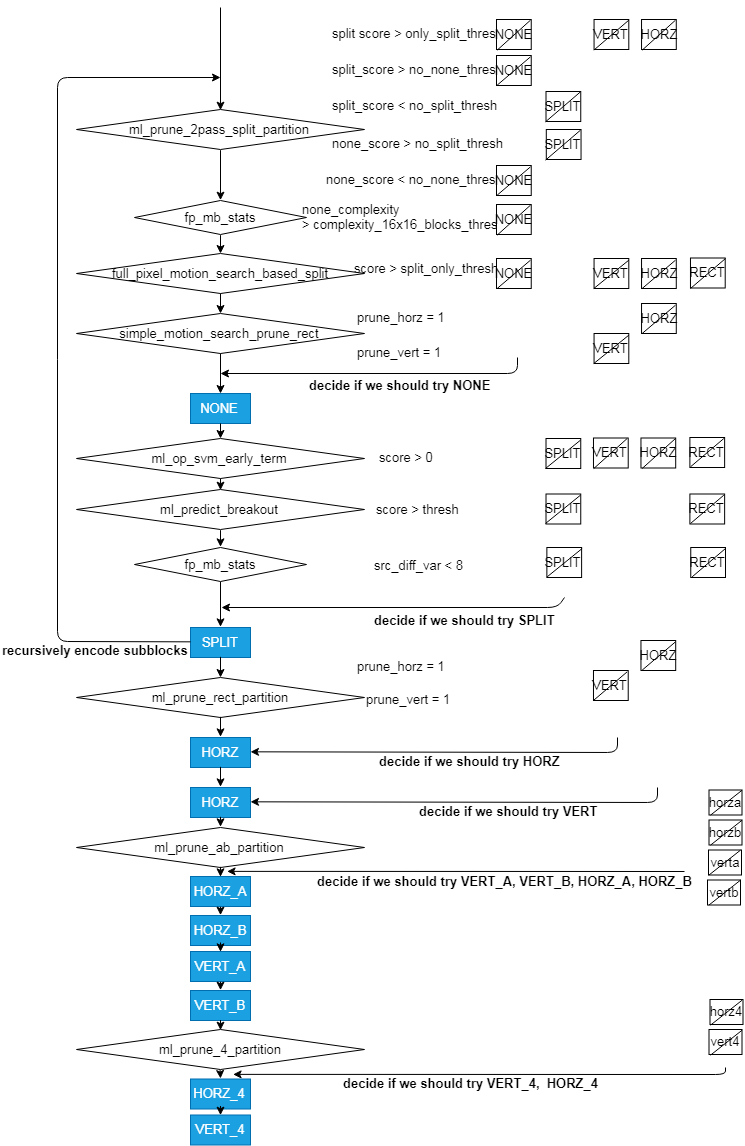 split score > only_split_thres NONE VERT HORZ
split_score > no_none_thres NONE
split_score < no_split_thresh SPLIT
ml_prune_2pass_split_partition
none_score > no_split_thresh SPLIT
none_score < no_none_thres NONE
none_complexity
fp_mb_stats
> complexity_16x16_blocks_thres NONE
full_pixel_motion_search_based_split score > split_only_thresh NONE VERT HORZ RECT
prune_horz = 1 HORZ
simple_motion_search_prune_rect
prune_vert = 1 VERT
decide if we should try NONE
NONE
ml_op_svm_early_term score > 0 SPLIT VERT HORZ RECT
ml_predict_breakout score > thresh SPLIT RECT
fp_mb_stats src_diff_var < 8 SPLIT RECT
decide if we should try SPLIT
SPLIT
recursively encode subblocks
prune_horz = 1 HORZ
ml_prune_rect_partition prune_vert = 1 VERT
HORZ
decide if we should try HORZ
HORZ
decide if we should try VERT
horza
horzb
ml_prune_ab_partition
verta
decide if we should try VERT_A, VERT_B, HORZ_A, HORZ_B
vertb
HORZ_A
HORZ_B
VERT_A
VERT_B
horz4
vert4
ml_prune_4_partition
decide if we should try VERT_4, HORZ_4
HORZ_4
VERT_4